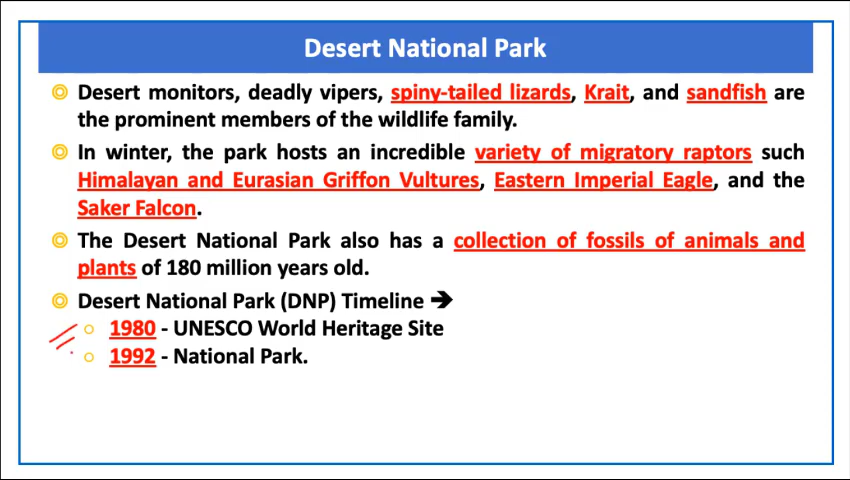 Desert National Park
Desert monitors, deadly vipers, spiny-tailed lizards, Krait, and sandfish are
the prominent members of the wildlife family.
In winter, the park hosts an incredible variety of migratory raptors such
Himalayan and Eurasian Griffon Vultures, Eastern Imperial Eagle, and the
Saker Falcon.
The Desert National Park also has a collection of fossils of animals and
plants of 180 million years old.
Desert National Park (DNP) Timeline ➔
1980 - UNESCO World Heritage Site
1992 - National Park.